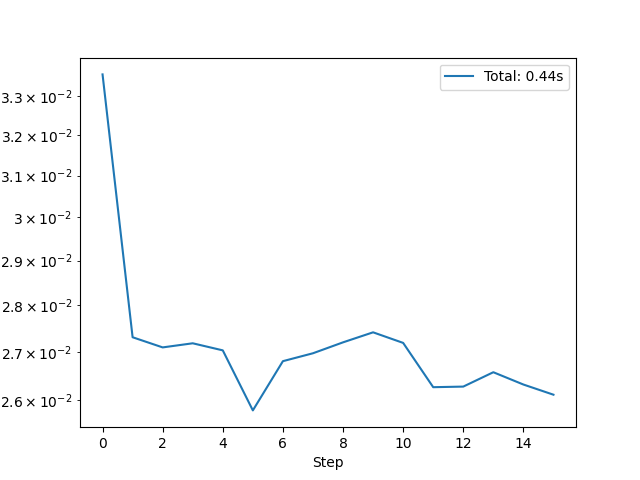 Total: 0.44s
3.3 × 10⁻²
3.2 × 10⁻²
3.1 × 10⁻²
3 × 10⁻²
2.9 × 10⁻²
2.8 × 10⁻²
2.7 × 10⁻²
2.6 × 10⁻²
0 2 4 6 8 10 12 14
Step